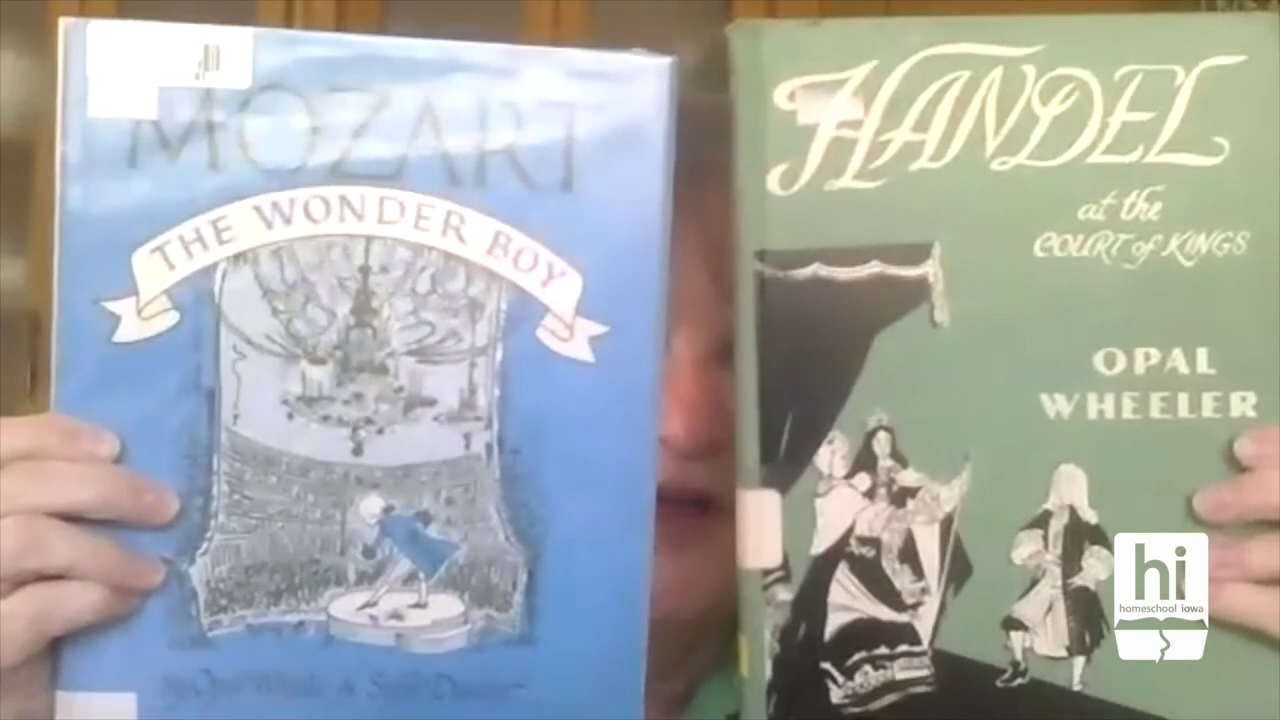 MOZART
THE WONDER BOY
HANDEL
at the
COURT of KINGS
OPAL
WHEELER
hi
homeschool iowa